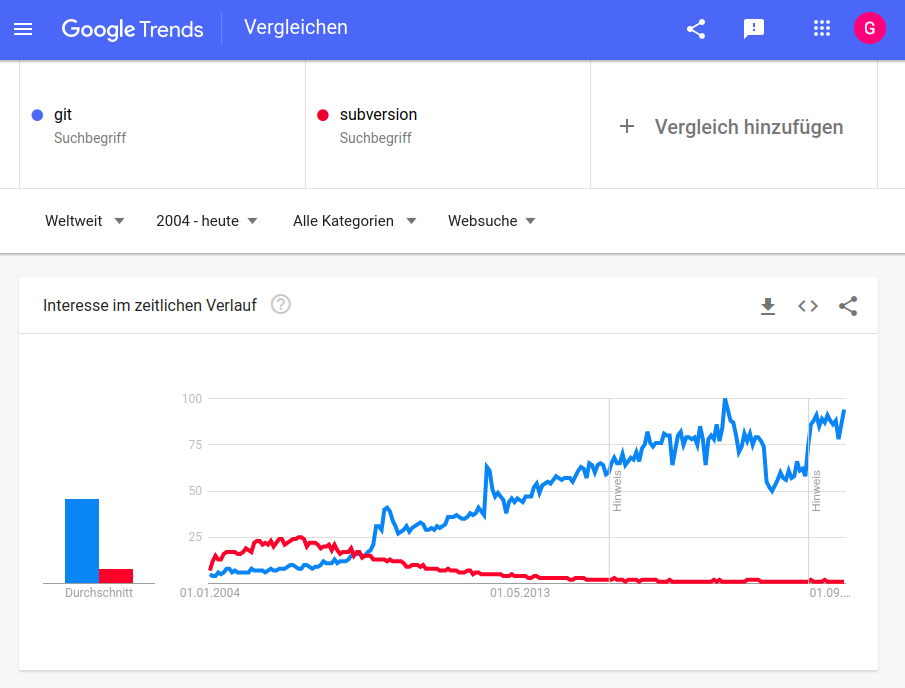 Google Trends Vergleichen
G
git
Suchbegriff
subversion
Suchbegriff
+ Vergleich hinzufügen
Weltweit 2004 - heute Alle Kategorien Websuche
Interesse im zeitlichen Verlauf ?
100
75
50
25
Hinweis
Hinweis
Durchschnitt
01.01.2004 01.05.2013 01.09....